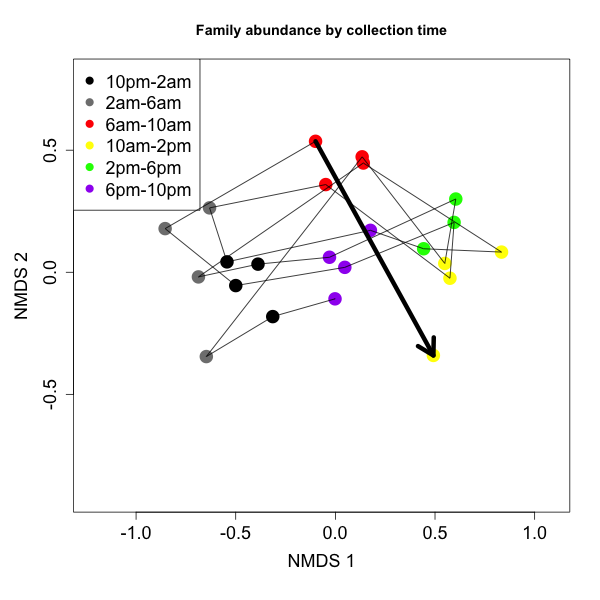 Family abundance by collection time
10pm-2am
2am-6am
6am-10am
10am-2pm
2pm-6pm
6pm-10pm
0.5
0.0
-0.5
NMDS 2
-1.0 -0.5 0.0 0.5 1.0
NMDS 1